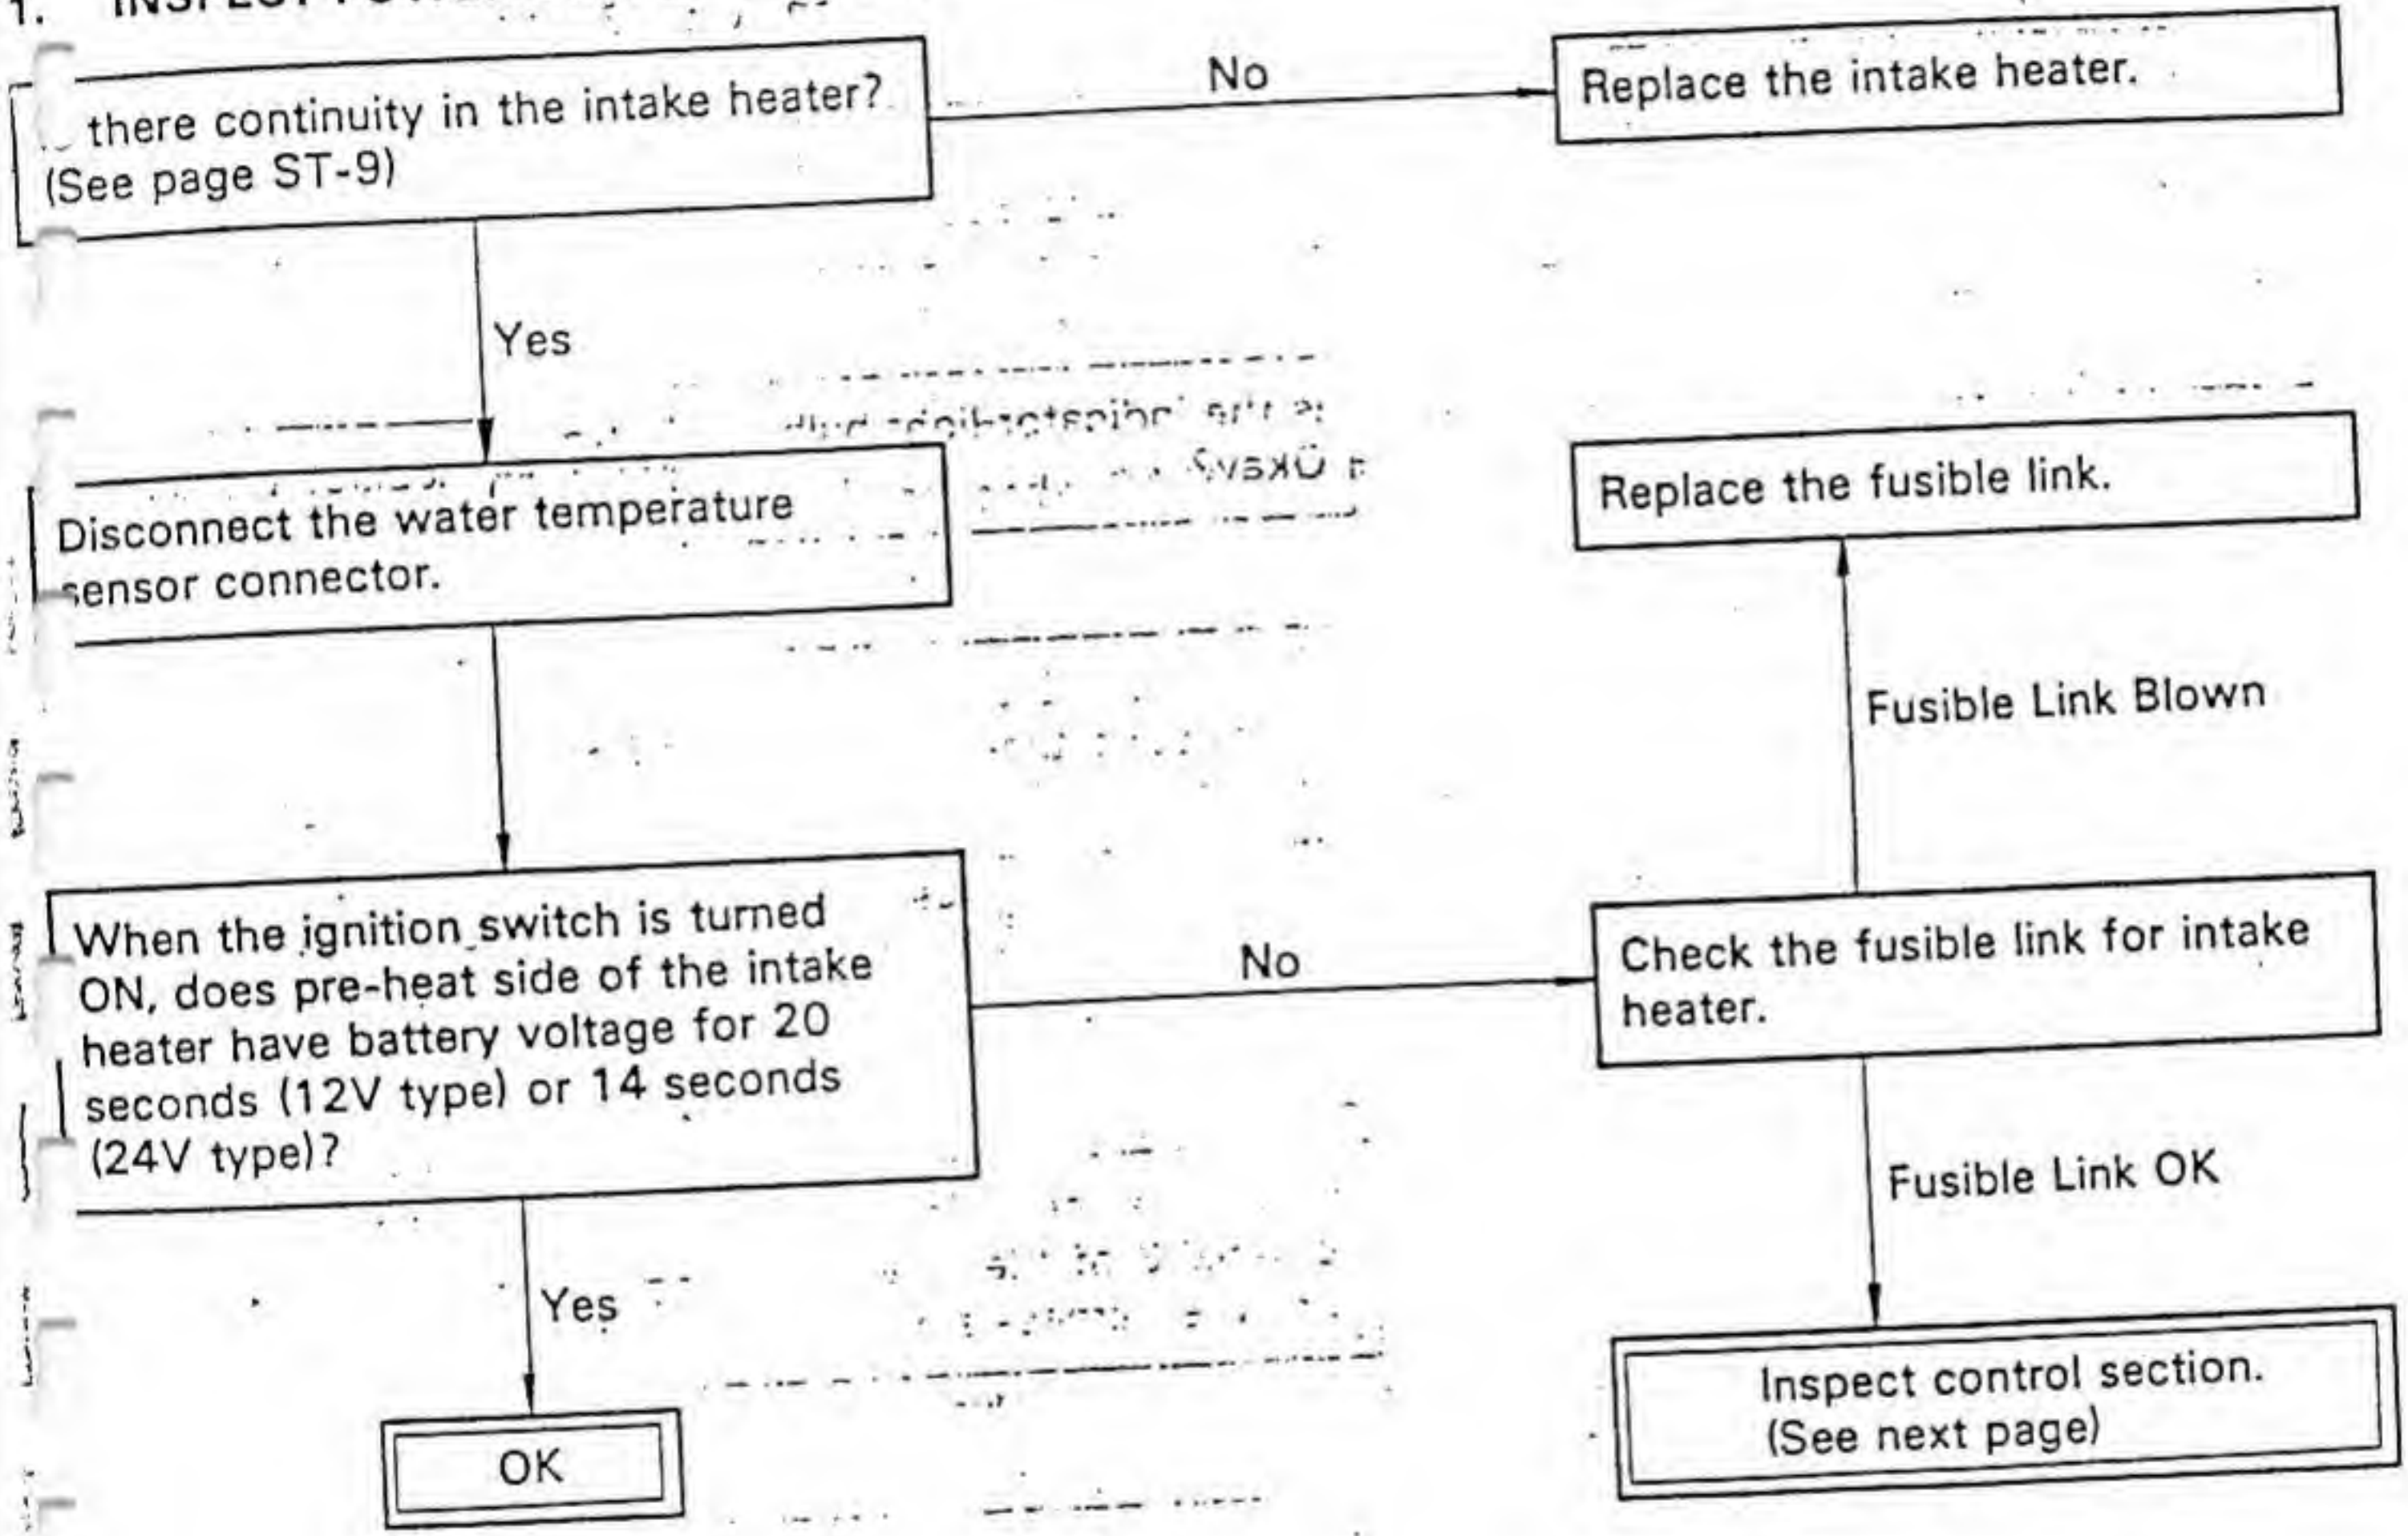 1. INSPECT
there continuity in the intake heater?
(See page ST-9)
No
Replace the intake heater.
Yes
Disconnect the water temperature
sensor connector.
Replace the fusible link.
Fusible Link Blown
When the ignition switch is turned
ON, does pre-heat side of the intake
heater have battery voltage for 20
seconds (12V type) or 14 seconds
(24V type)?
No
Check the fusible link for intake
heater.
Fusible Link OK
Yes
OK
Inspect control section.
(See next page)